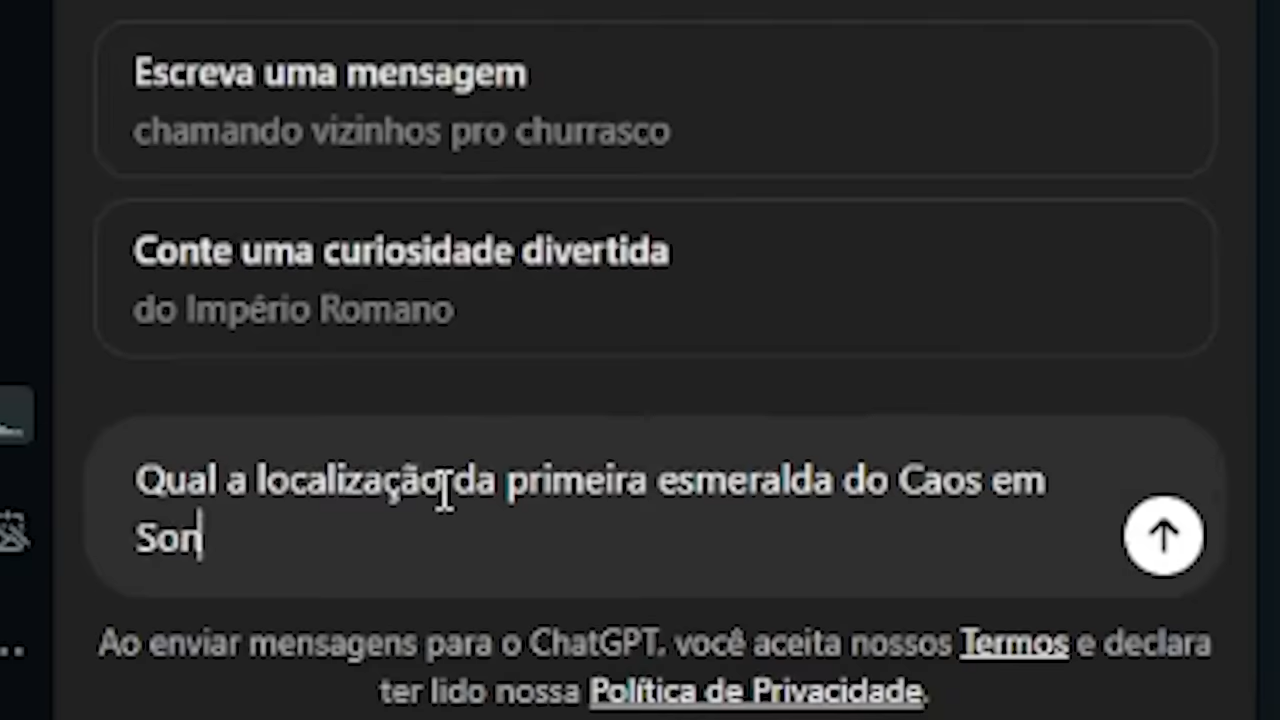 Escreva uma mensagem
chamando vizinhos pro churrasco
Conte uma curiosidade divertida
do Império Romano
Qual a localização da primeira esmeralda do Caos em
Son
Ao enviar mensagens para o ChatGPT, você aceita nossos Termos e declara
ter lido nossa Política de Privacidade.